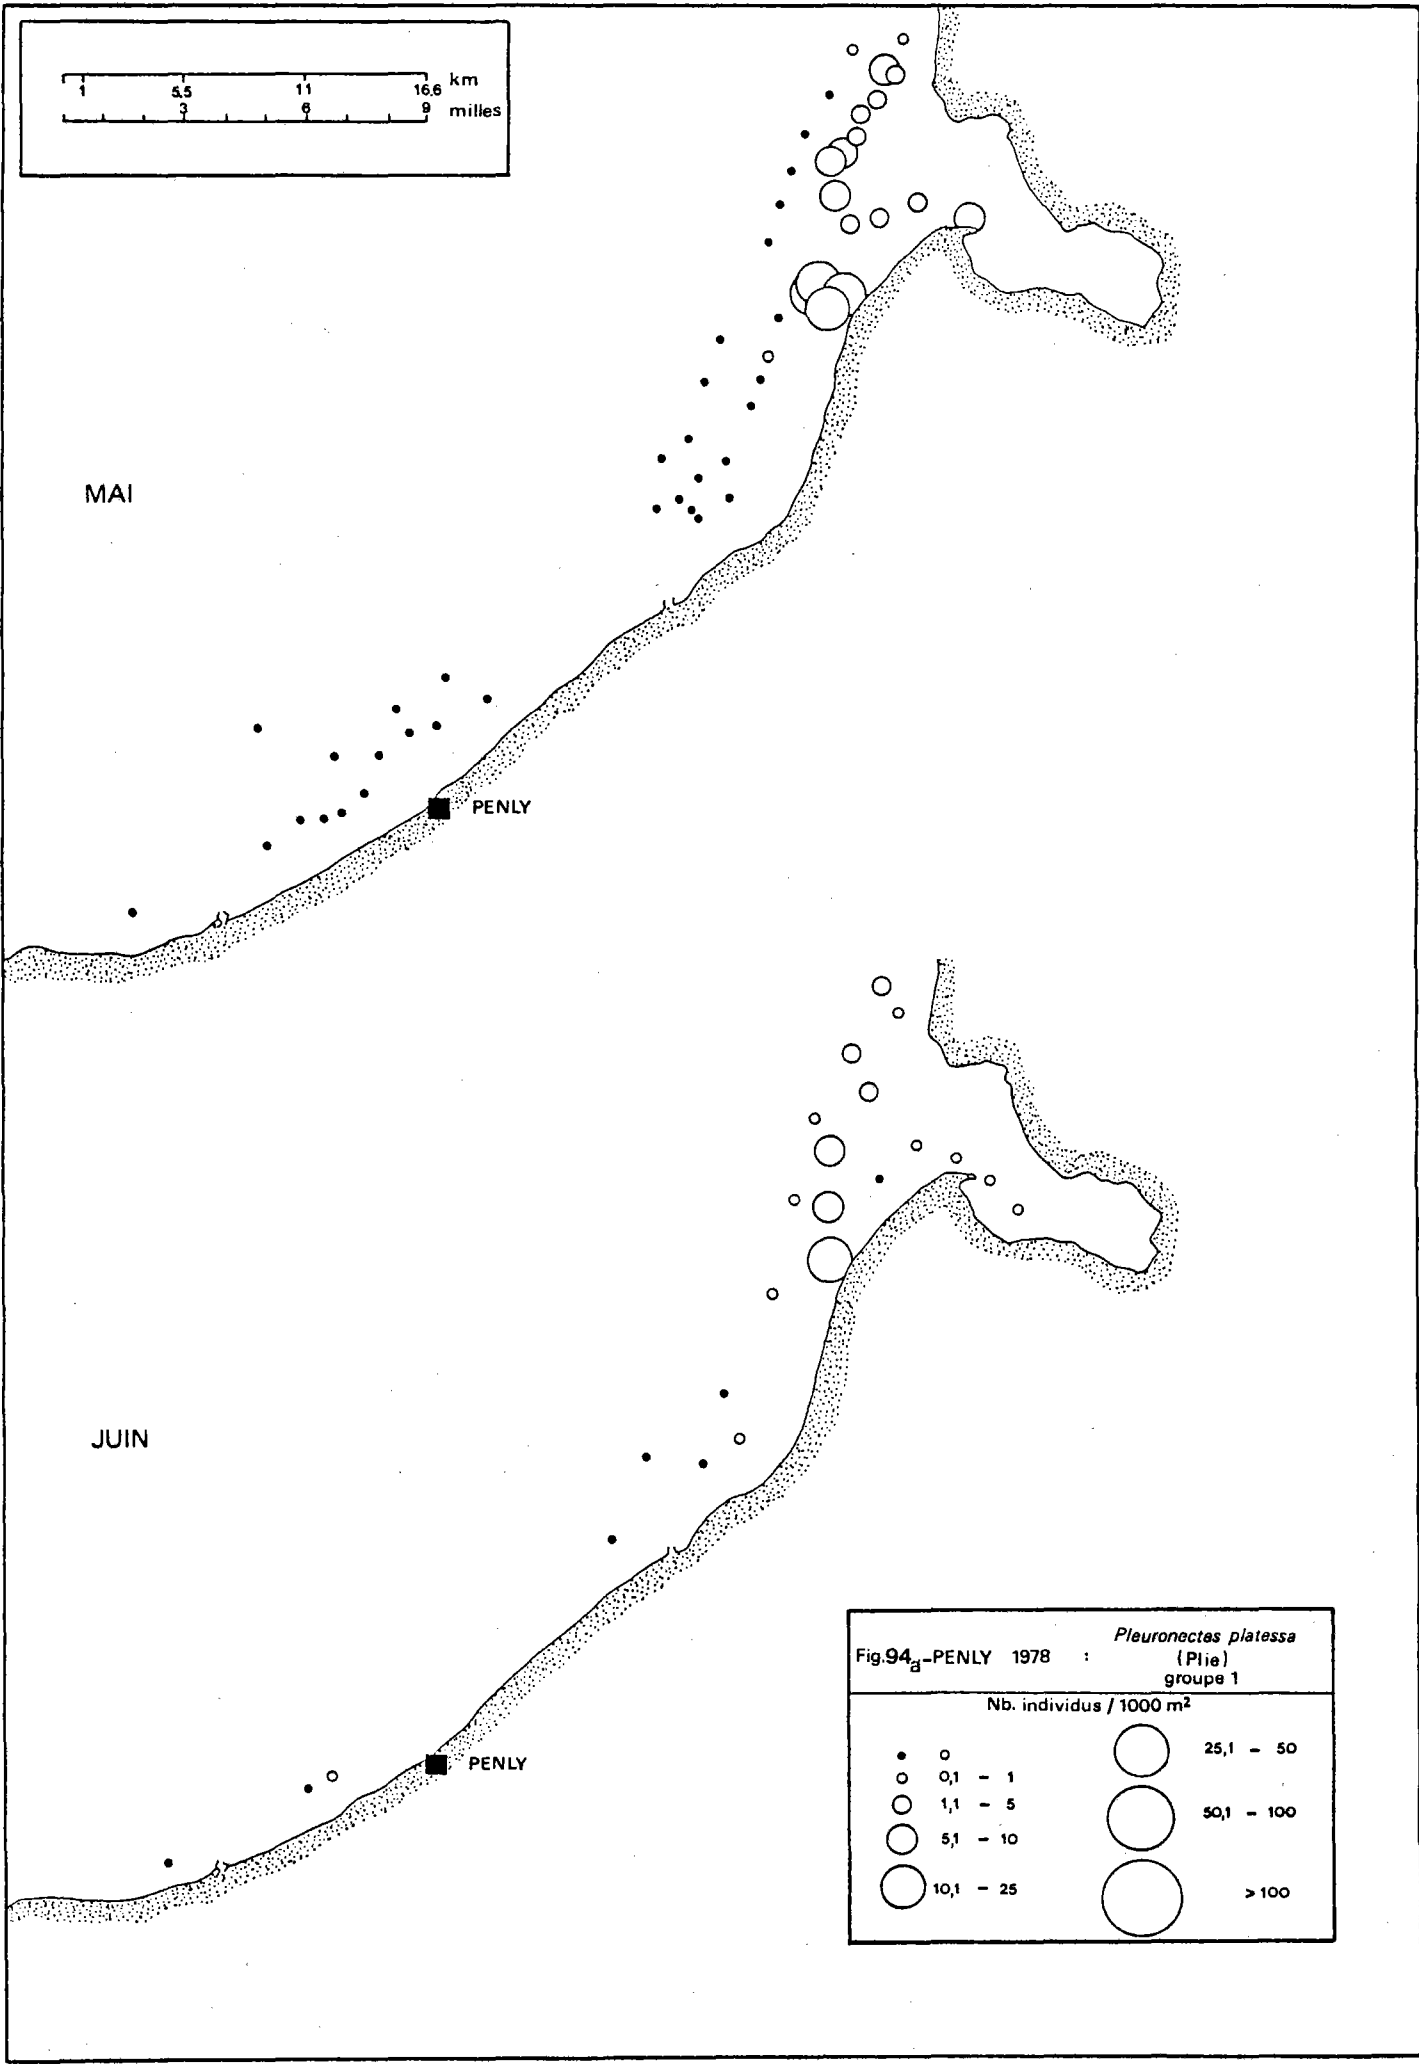 km
1 5,5 11 16,6
3 6 9 milles
MAI
PENLY
JUIN
PENLY
Fig.94a-PENLY 1978 : Pleuronectes platessa
(Plie)
groupe 1
Nb. individus / 1000 m²
0
0,1 - 1
1,1 - 5
5,1 - 10
10,1 - 25
25,1 - 50
50,1 - 100
> 100